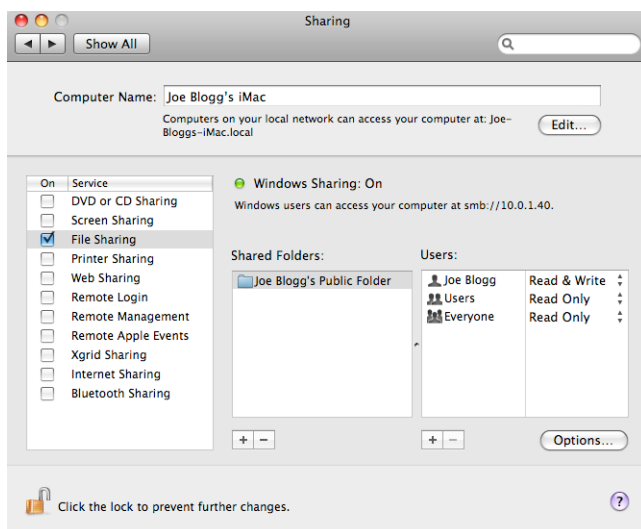 Sharing
Show All
Computer Name: Joe Blogg's iMac
Computers on your local network can access your computer at: Joe-
Bloggs-iMac.local
Edit...
On Service
DVD or CD Sharing
Screen Sharing
File Sharing
Printer Sharing
Web Sharing
Remote Login
Remote Management
Remote Apple Events
Xgrid Sharing
Internet Sharing
Bluetooth Sharing
Windows Sharing: On
Windows users can access your computer at smb://10.0.1.40.
Shared Folders:
Joe Blogg's Public Folder
Users:
Joe Blogg Read & Write
Users Read Only
Everyone Read Only
+ −
+ −
Options...
Click the lock to prevent further changes.
?